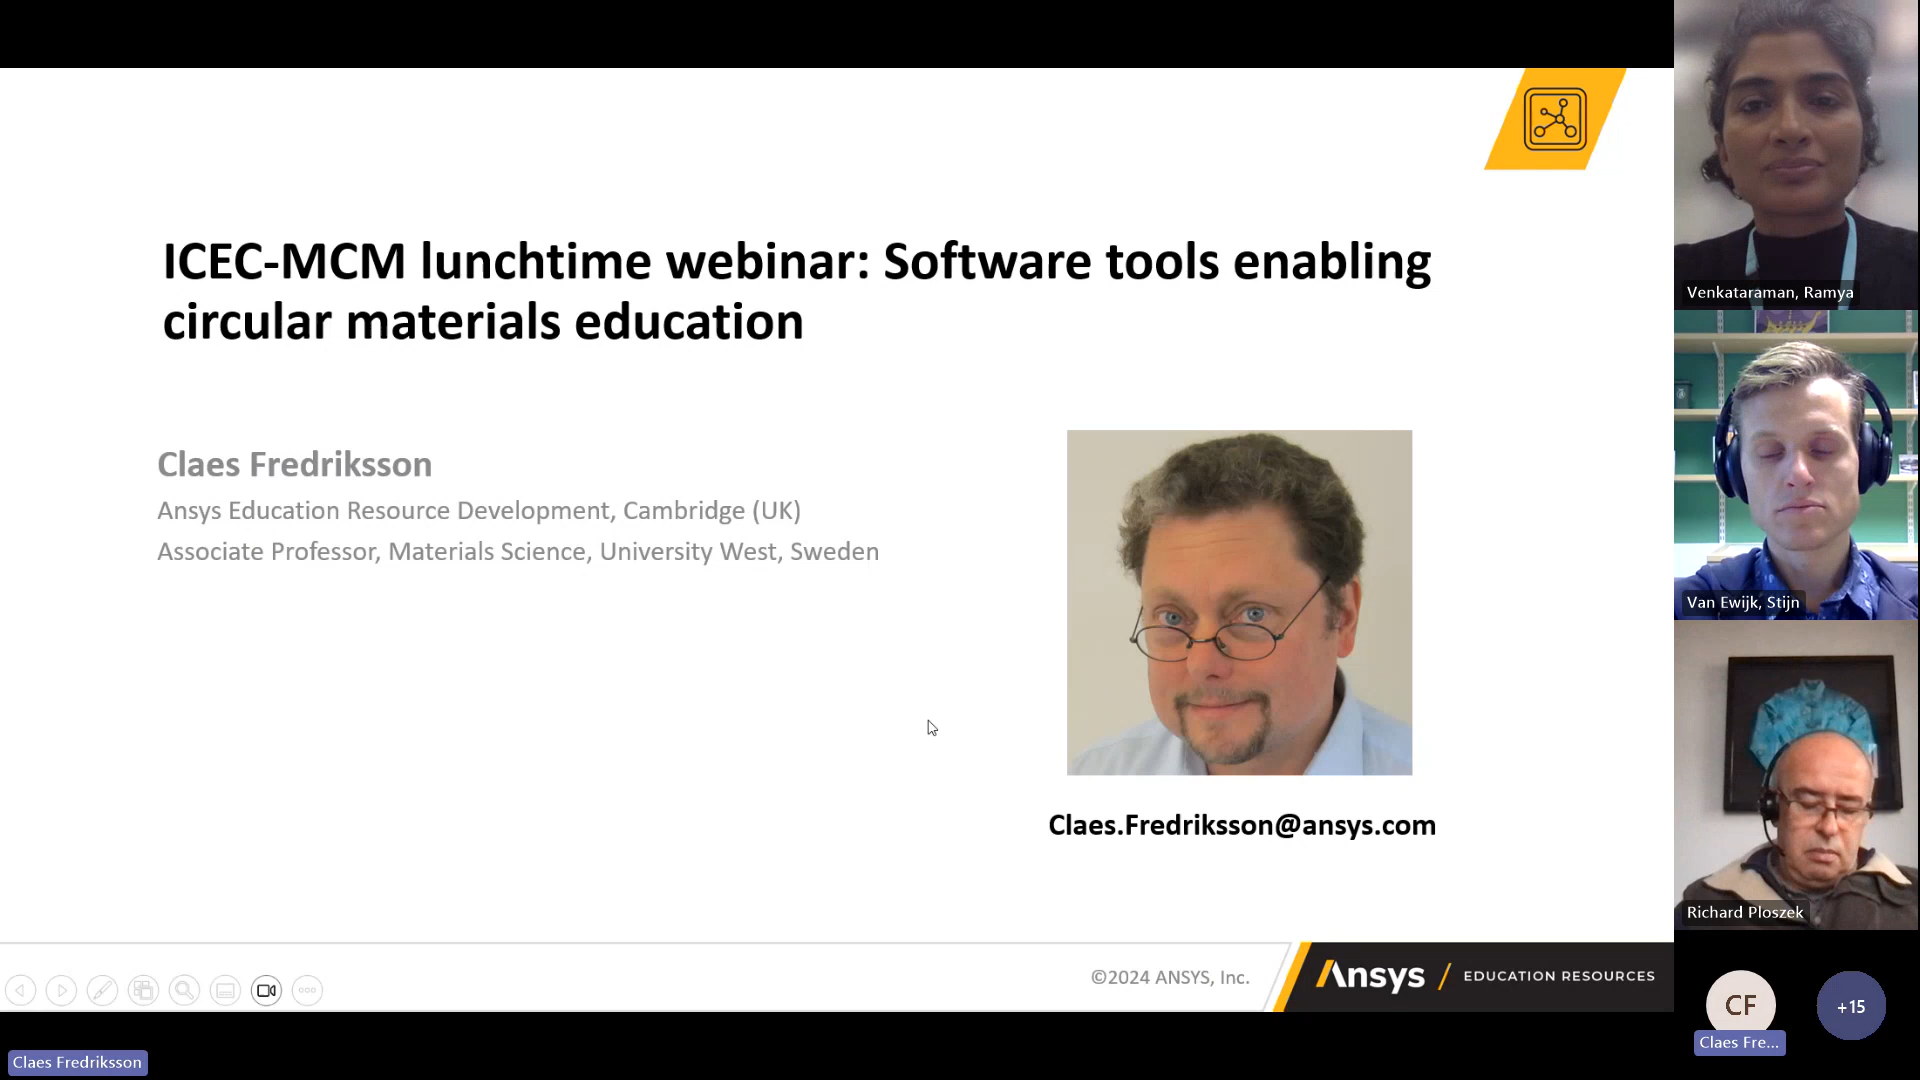 ICEC-MCM lunchtime webinar: Software tools enabling
circular materials education
Claes Fredriksson
Ansys Education Resource Development, Cambridge (UK)
Associate Professor, Materials Science, University West, Sweden
Claes.Fredriksson@ansys.com
©2024 ANSYS, Inc.
Ansys / EDUCATION RESOURCES
Claes Fredriksson
Venkataraman, Ramya
Van Ewijk, Stijn
Richard Ploszek
CF
+15
Claes Fre...